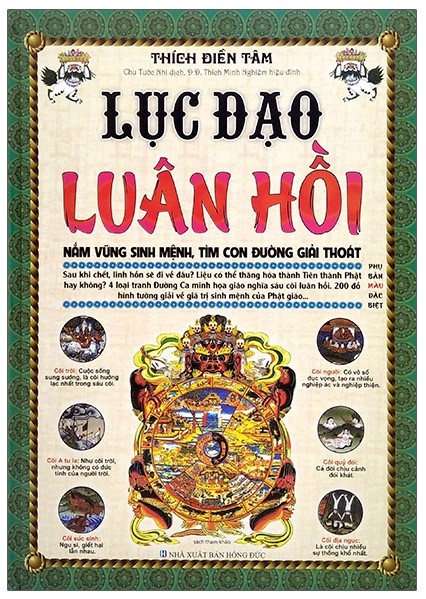 THÍCH ĐIỀN TÂM
Chu Tước Nhi dịch, Đ.Đ. Thích Minh Nghiêm hiệu đính
LỤC ĐẠO
LUÂN HỒI
NẮM VỮNG SINH MỆNH, TÌM CON ĐƯỜNG GIẢI THOÁT
Sau khi chết, linh hồn sẽ đi về đâu? Liệu có thể thăng hóa thành Tiên thành Phật
hay không? 4 loại tranh Đường Ca minh họa giáo nghĩa sáu cõi luân hồi. 200 đồ
hình tường giải về giá trị sinh mệnh của Phật giáo...
PHỤ
BẢN
MÀU
ĐẶC
BIỆT
Cõi trời: Cuộc sống
sung sướng, là cõi hưởng
lạc nhất trong sáu cõi.
Cõi người: Có vô số
dục vọng, tạo ra nhiều
nghiệp ác và nghiệp thiện.
Cõi A tu la: Như cõi trời,
nhưng không có đức
tính của người trời.
Cõi quỷ đói:
Cả đời chịu cảnh
đói khát.
Cõi súc sinh:
Ngu si, giết hại
lẫn nhau.
Cõi địa ngục:
Là cõi chịu nhiều
sự thống khổ nhất.
sách tham khảo
H NHÀ XUẤT BẢN HỒNG ĐỨC